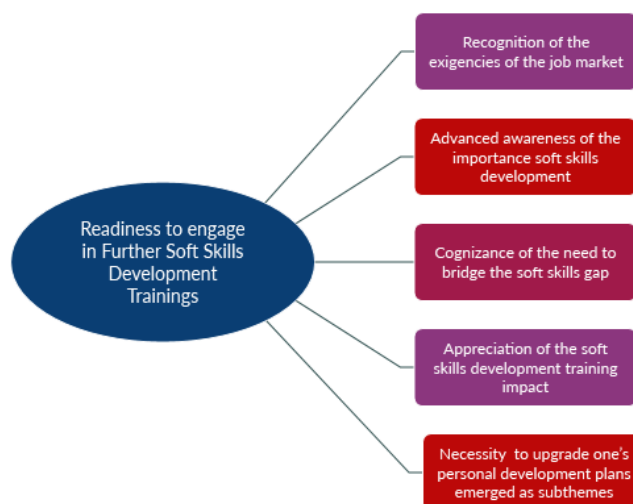 Recognition of the
exigencies of the job market
Advanced awareness of the
importance soft skills
development
Readiness to engage
in Further Soft Skills
Development
Trainings
Cognizance of the need to
bridge the soft skills gap
Appreciation of the soft
skills development training
impact
Necessity to upgrade one's
personal development plans
emerged as subthemes